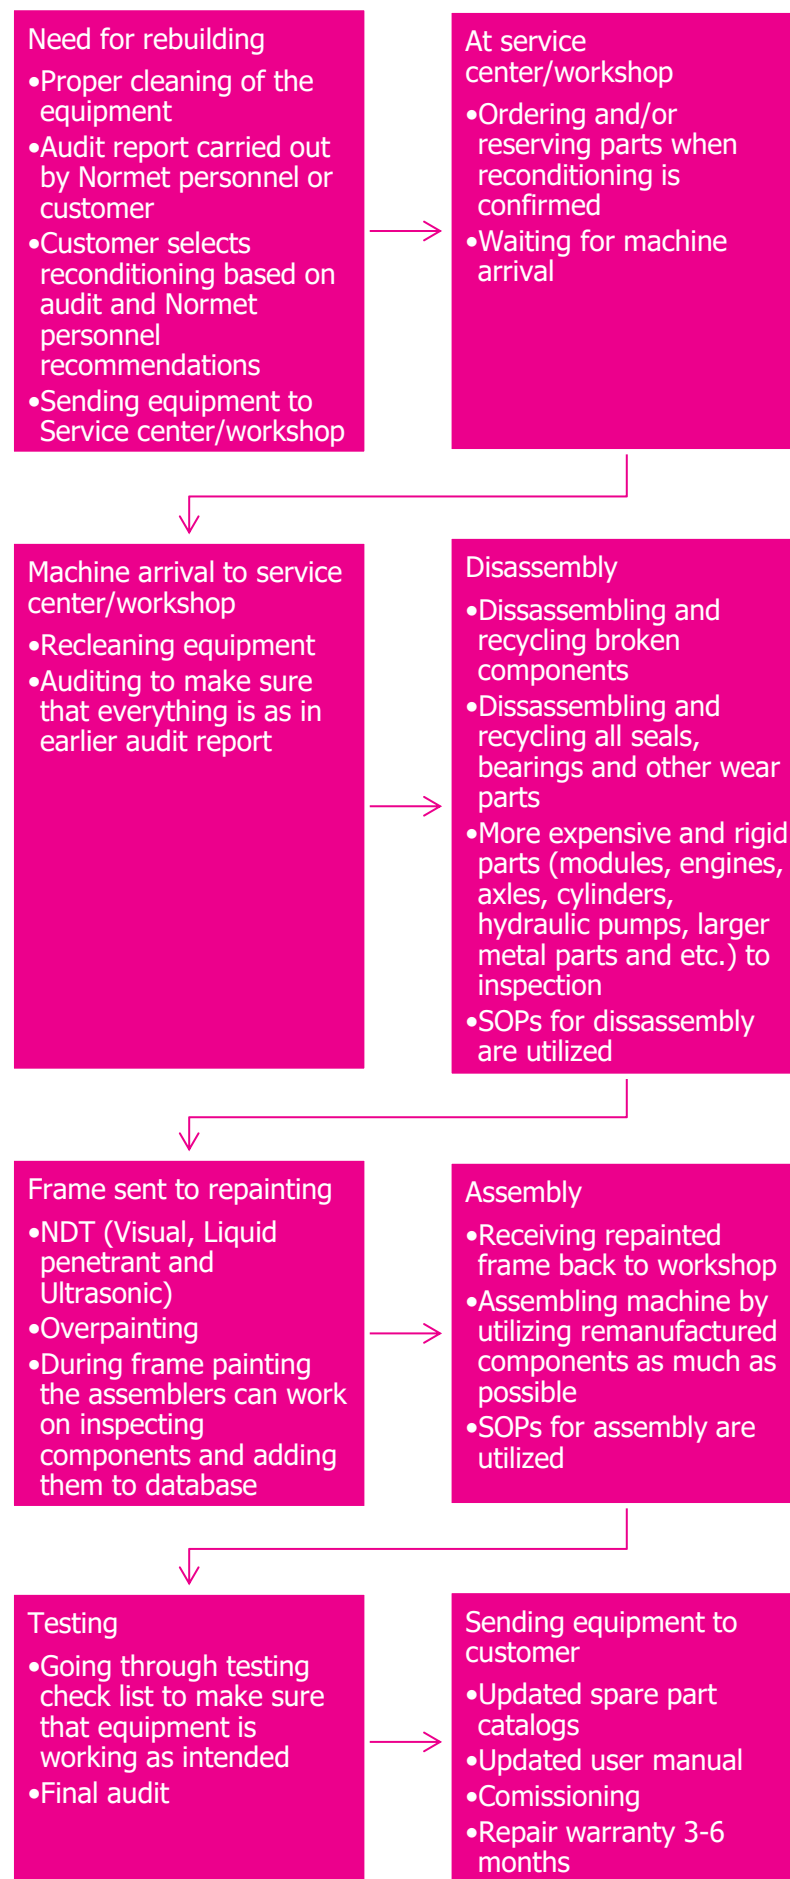 Need for rebuilding
•Proper cleaning of the
equipment
•Audit report carried out
by Normet personnel or
customer
•Customer selects
reconditioning based on
audit and Normet
personnel
recommendations
•Sending equipment to
Service center/workshop
At service
center/workshop
•Ordering and/or
reserving parts when
reconditioning is
confirmed
•Waiting for machine
arrival
Machine arrival to service
center/workshop
•Recleaning equipment
•Auditing to make sure
that everything is as in
earlier audit report
Disassembly
•Dissassembling and
recycling broken
components
•Dissassembling and
recycling all seals,
bearings and other wear
parts
•More expensive and rigid
parts (modules, engines,
axles, cylinders,
hydraulic pumps, larger
metal parts and etc.) to
inspection
•SOPs for dissassembly
are utilized
Frame sent to repainting
•NDT (Visual, Liquid
penetrant and
Ultrasonic)
•Overpainting
•During frame painting
the assemblers can work
on inspecting
components and adding
them to database
Assembly
•Receiving repainted
frame back to workshop
•Assembling machine by
utilizing remanufactured
components as much as
possible
•SOPs for assembly are
utilized
Testing
•Going through testing
check list to make sure
that equipment is
working as intended
•Final audit
Sending equipment to
customer
•Updated spare part
catalogs
•Updated user manual
•Comissioning
•Repair warranty 3-6
months